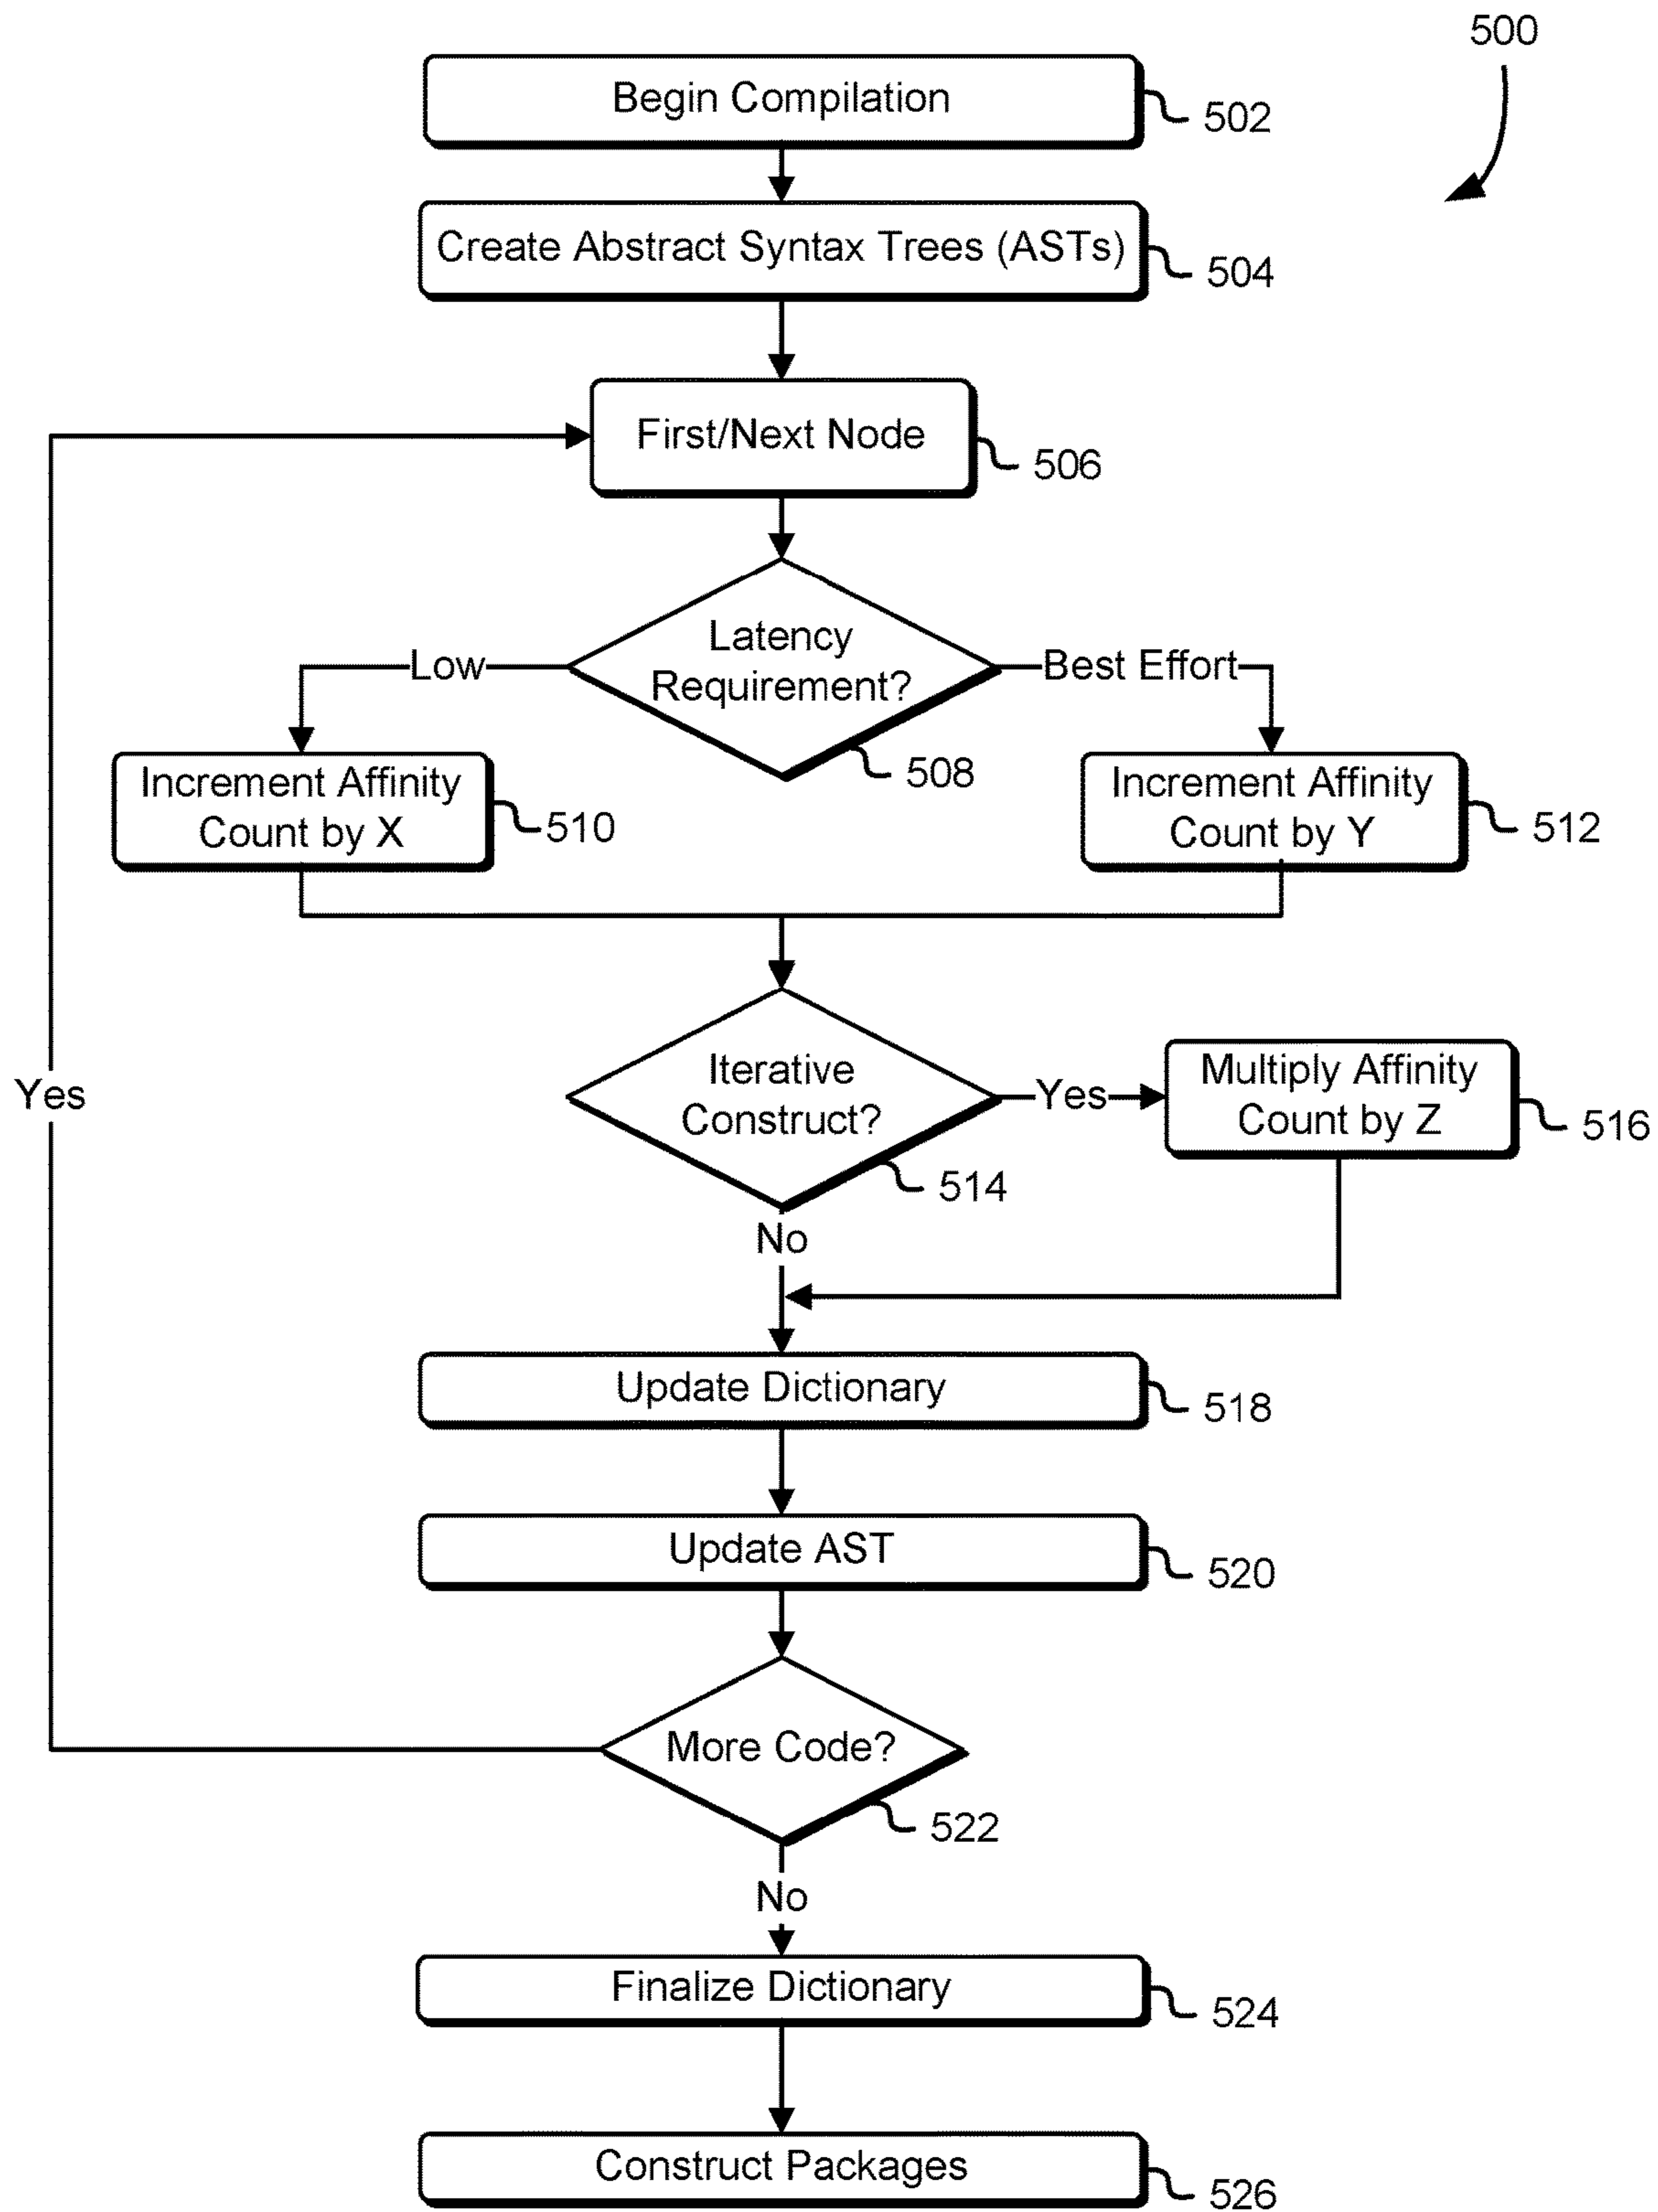 500
Begin Compilation
502
Create Abstract Syntax Trees (ASTs)
504
First/Next Node
506
Latency
Requirement?
508
Low
Best Effort
Increment Affinity
Count by X
510
Increment Affinity
Count by Y
512
Iterative
Construct?
514
Yes
Multiply Affinity
Count by Z
516
Yes
No
Update Dictionary
518
Update AST
520
More Code?
522
No
Finalize Dictionary
524
Construct Packages
526